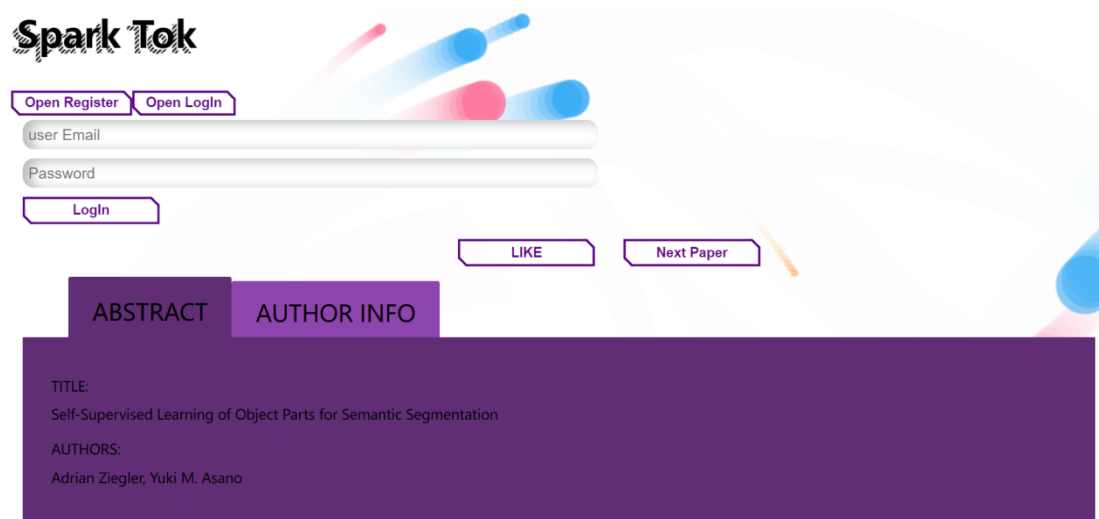 Spark Tok
Open Register Open LogIn
user Email
Password
LogIn
LIKE Next Paper
ABSTRACT AUTHOR INFO
TITLE:
Self-Supervised Learning of Object Parts for Semantic Segmentation
AUTHORS:
Adrian Ziegler, Yuki M. Asano